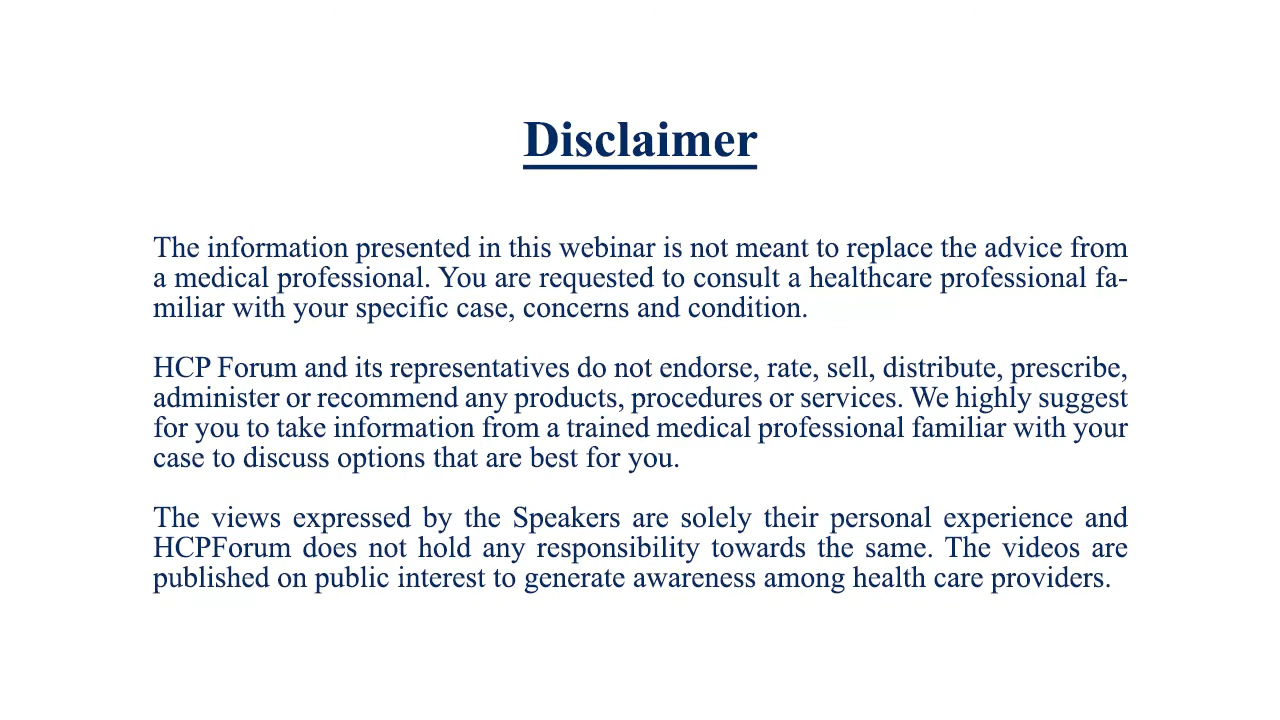 Disclaimer
The information presented in this webinar is not meant to replace the advice from
a medical professional. You are requested to consult a healthcare professional fa-
miliar with your specific case, concerns and condition.
HCP Forum and its representatives do not endorse, rate, sell, distribute, prescribe,
administer or recommend any products, procedures or services. We highly suggest
for you to take information from a trained medical professional familiar with your
case to discuss options that are best for you.
The views expressed by the Speakers are solely their personal experience and
HCPForum does not hold any responsibility towards the same. The videos are
published on public interest to generate awareness among health care providers.